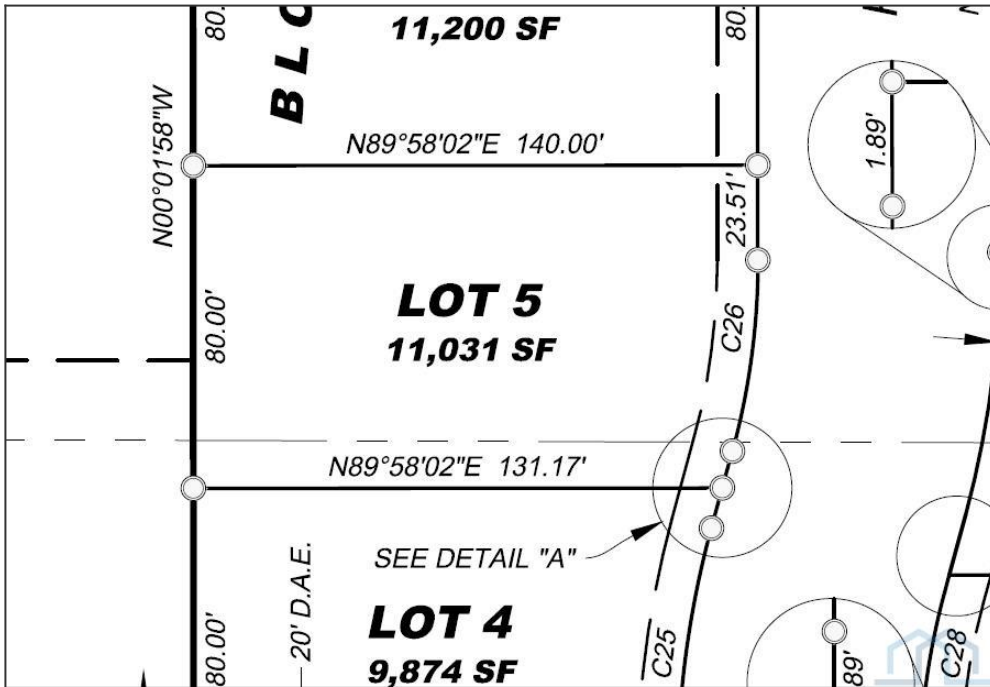 80.
BLO
11,200 SF
80.
N00°01'58"W
N89°58'02"E 140.00'
1.89'
23.51'
80.00'
LOT 5
11,031 SF
C26
N89°58'02"E 131.17'
SEE DETAIL "A"
20' D.A.E.
LOT 4
9,874 SF
80.00'
C25
89'
C28